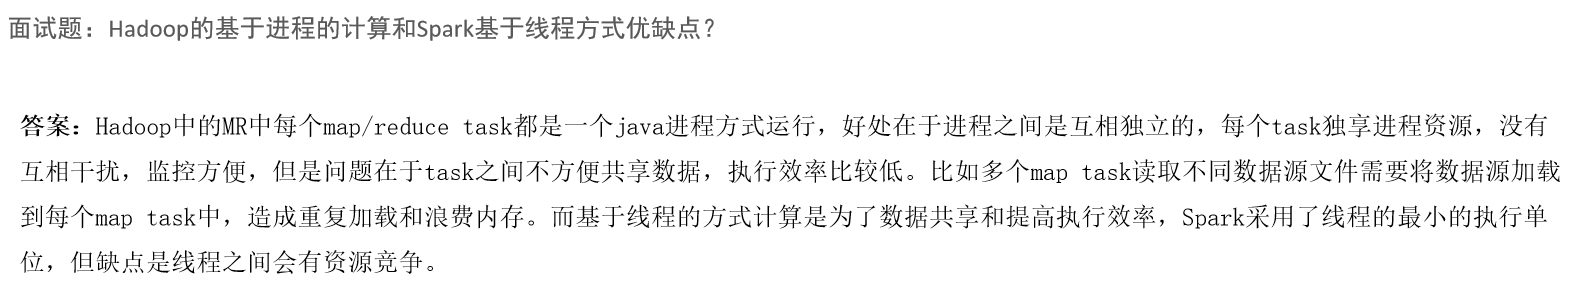 面试题：Hadoop的基于进程的计算和Spark基于线程方式优缺点？
答案：Hadoop中的MR中每个map/reduce task都是一个java进程方式运行，好处在于进程之间是互相独立的，每个task独享进程资源，没有
互相干扰，监控方便，但是问题在于task之间不方便共享数据，执行效率比较低。比如多个map task读取不同数据源文件需要将数据源加载
到每个map task中，造成重复加载和浪费内存。而基于线程的方式计算是为了数据共享和提高执行效率，Spark采用了线程的最小的执行单
位，但缺点是线程之间会有资源竞争。